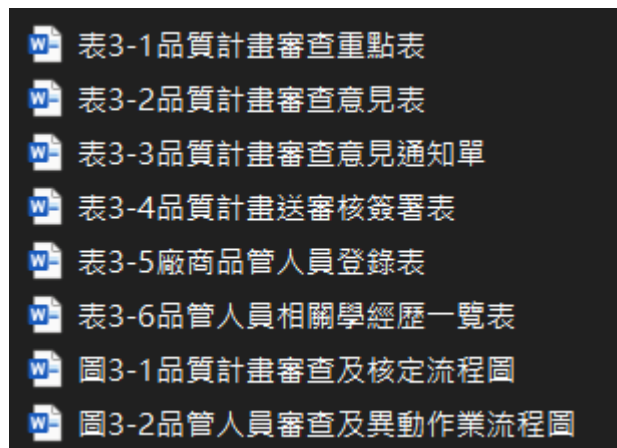 表3-1品質計畫審查重點表
表3-2品質計畫審查意見表
表3-3品質計畫審查意見通知單
表3-4品質計畫送審核簽署表
表3-5廠商品管人員登錄表
表3-6品管人員相關學經歷一覽表
圖3-1品質計畫審查及核定流程圖
圖3-2品管人員審查及異動作業流程圖